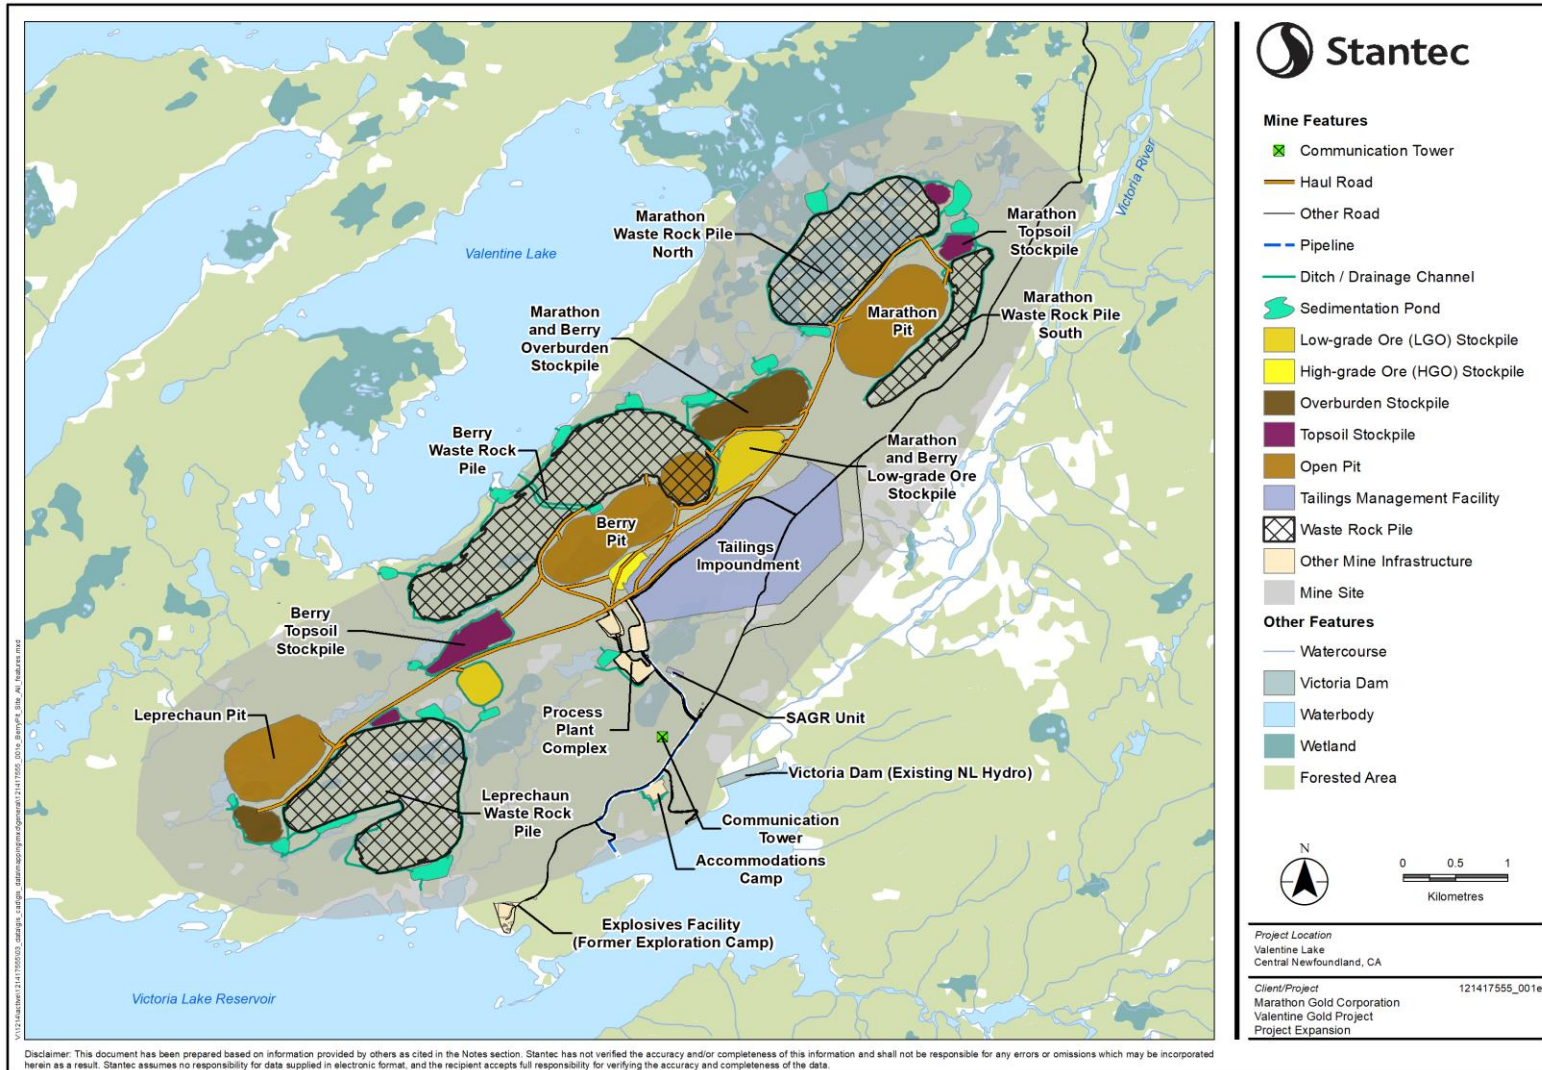 Stantec
Mine Features
Communication Tower
Haul Road
Other Road
Pipeline
Ditch / Drainage Channel
Sedimentation Pond
Low-grade Ore (LGO) Stockpile
High-grade Ore (HGO) Stockpile
Overburden Stockpile
Topsoil Stockpile
Open Pit
Tailings Management Facility
Waste Rock Pile
Other Mine Infrastructure
Mine Site
Other Features
Watercourse
Victoria Dam
Waterbody
Wetland
Forested Area
N
0 0.5 1
Kilometres
Project Location
Valentine Lake
Central Newfoundland, CA
Client/Project 121417555_001e
Marathon Gold Corporation
Valentine Gold Project
Project Expansion
Victoria River
Valentine Lake
Marathon
Waste Rock Pile
North
Marathon
Topsoil
Stockpile
Marathon
Pit
Marathon
Waste Rock Pile
South
Marathon
and Berry
Overburden
Stockpile
Berry
Waste Rock
Pile
Marathon
and Berry
Low-grade Ore
Stockpile
Berry
Pit
Tailings
Impoundment
Berry
Topsoil
Stockpile
Leprechaun Pit
Process
Plant
Complex
SAGR Unit
Victoria Dam (Existing NL Hydro)
Leprechaun
Waste Rock
Pile
Communication
Tower
Accommodations
Camp
Explosives Facility
(Former Exploration Camp)
Victoria Lake Reservoir
Disclaimer: This document has been prepared based on information provided by others as cited in the Notes section. Stantec has not verified the accuracy and/or completeness of this information and shall not be responsible for any errors or omissions which may be incorporated
herein as a result. Stantec assumes no responsibility for data supplied in electronic format, and the recipient accepts full responsibility for verifying the accuracy and completeness of the data.